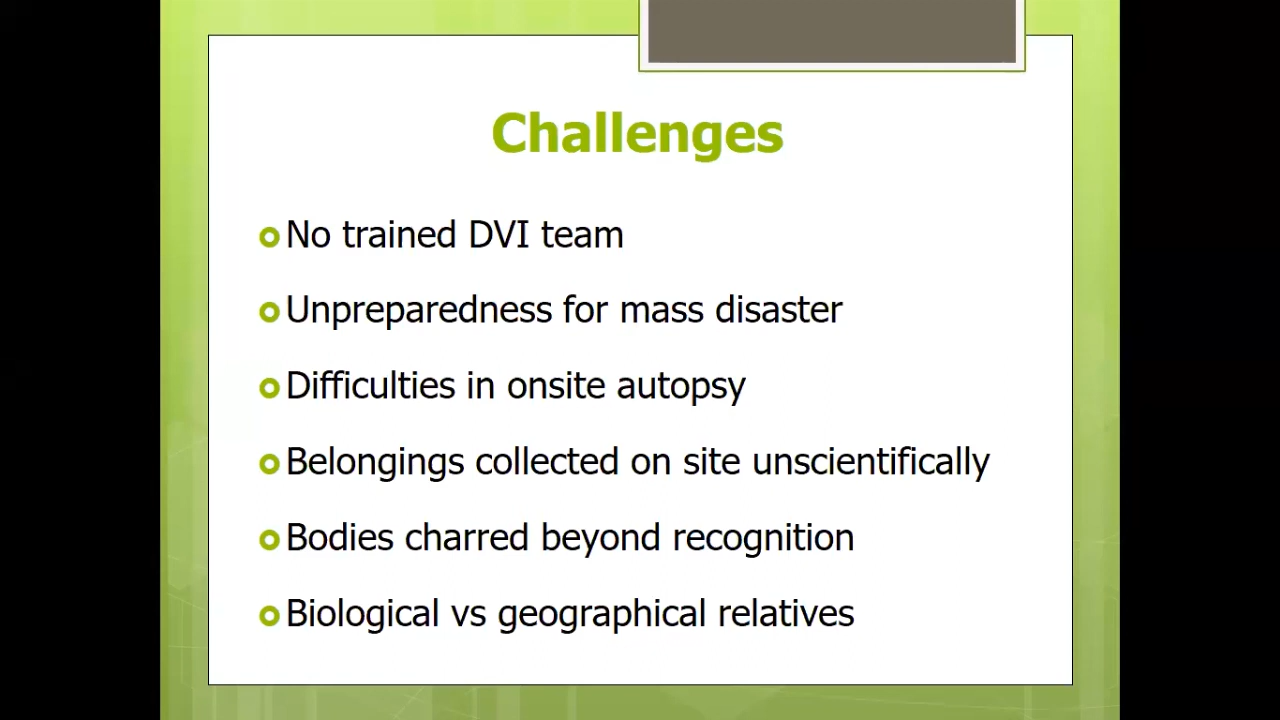 Challenges
No trained DVI team
Unpreparedness for mass disaster
Difficulties in onsite autopsy
Belongings collected on site unscientifically
Bodies charred beyond recognition
Biological vs geographical relatives